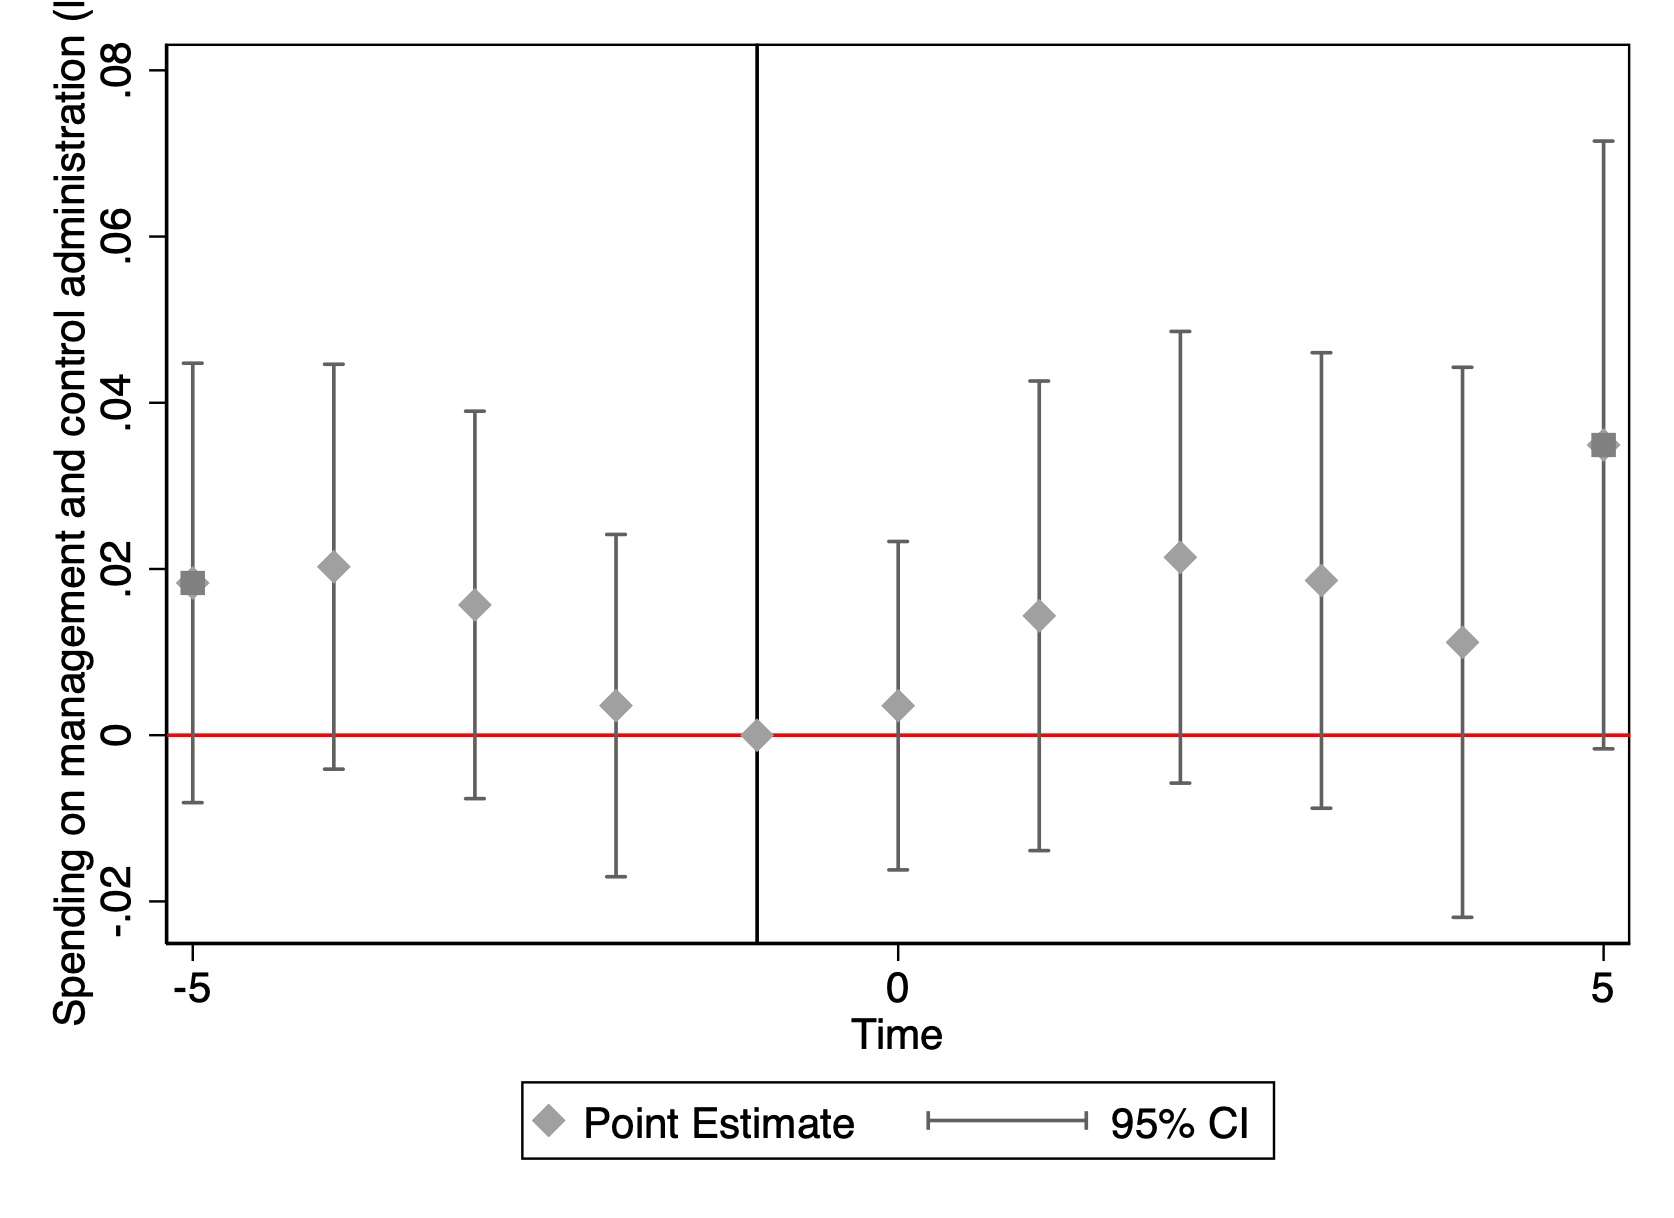 Spending on management and control administration (
.08
.06
.04
.02
0
-.02
-5
0
5
Time
Point Estimate
95% CI